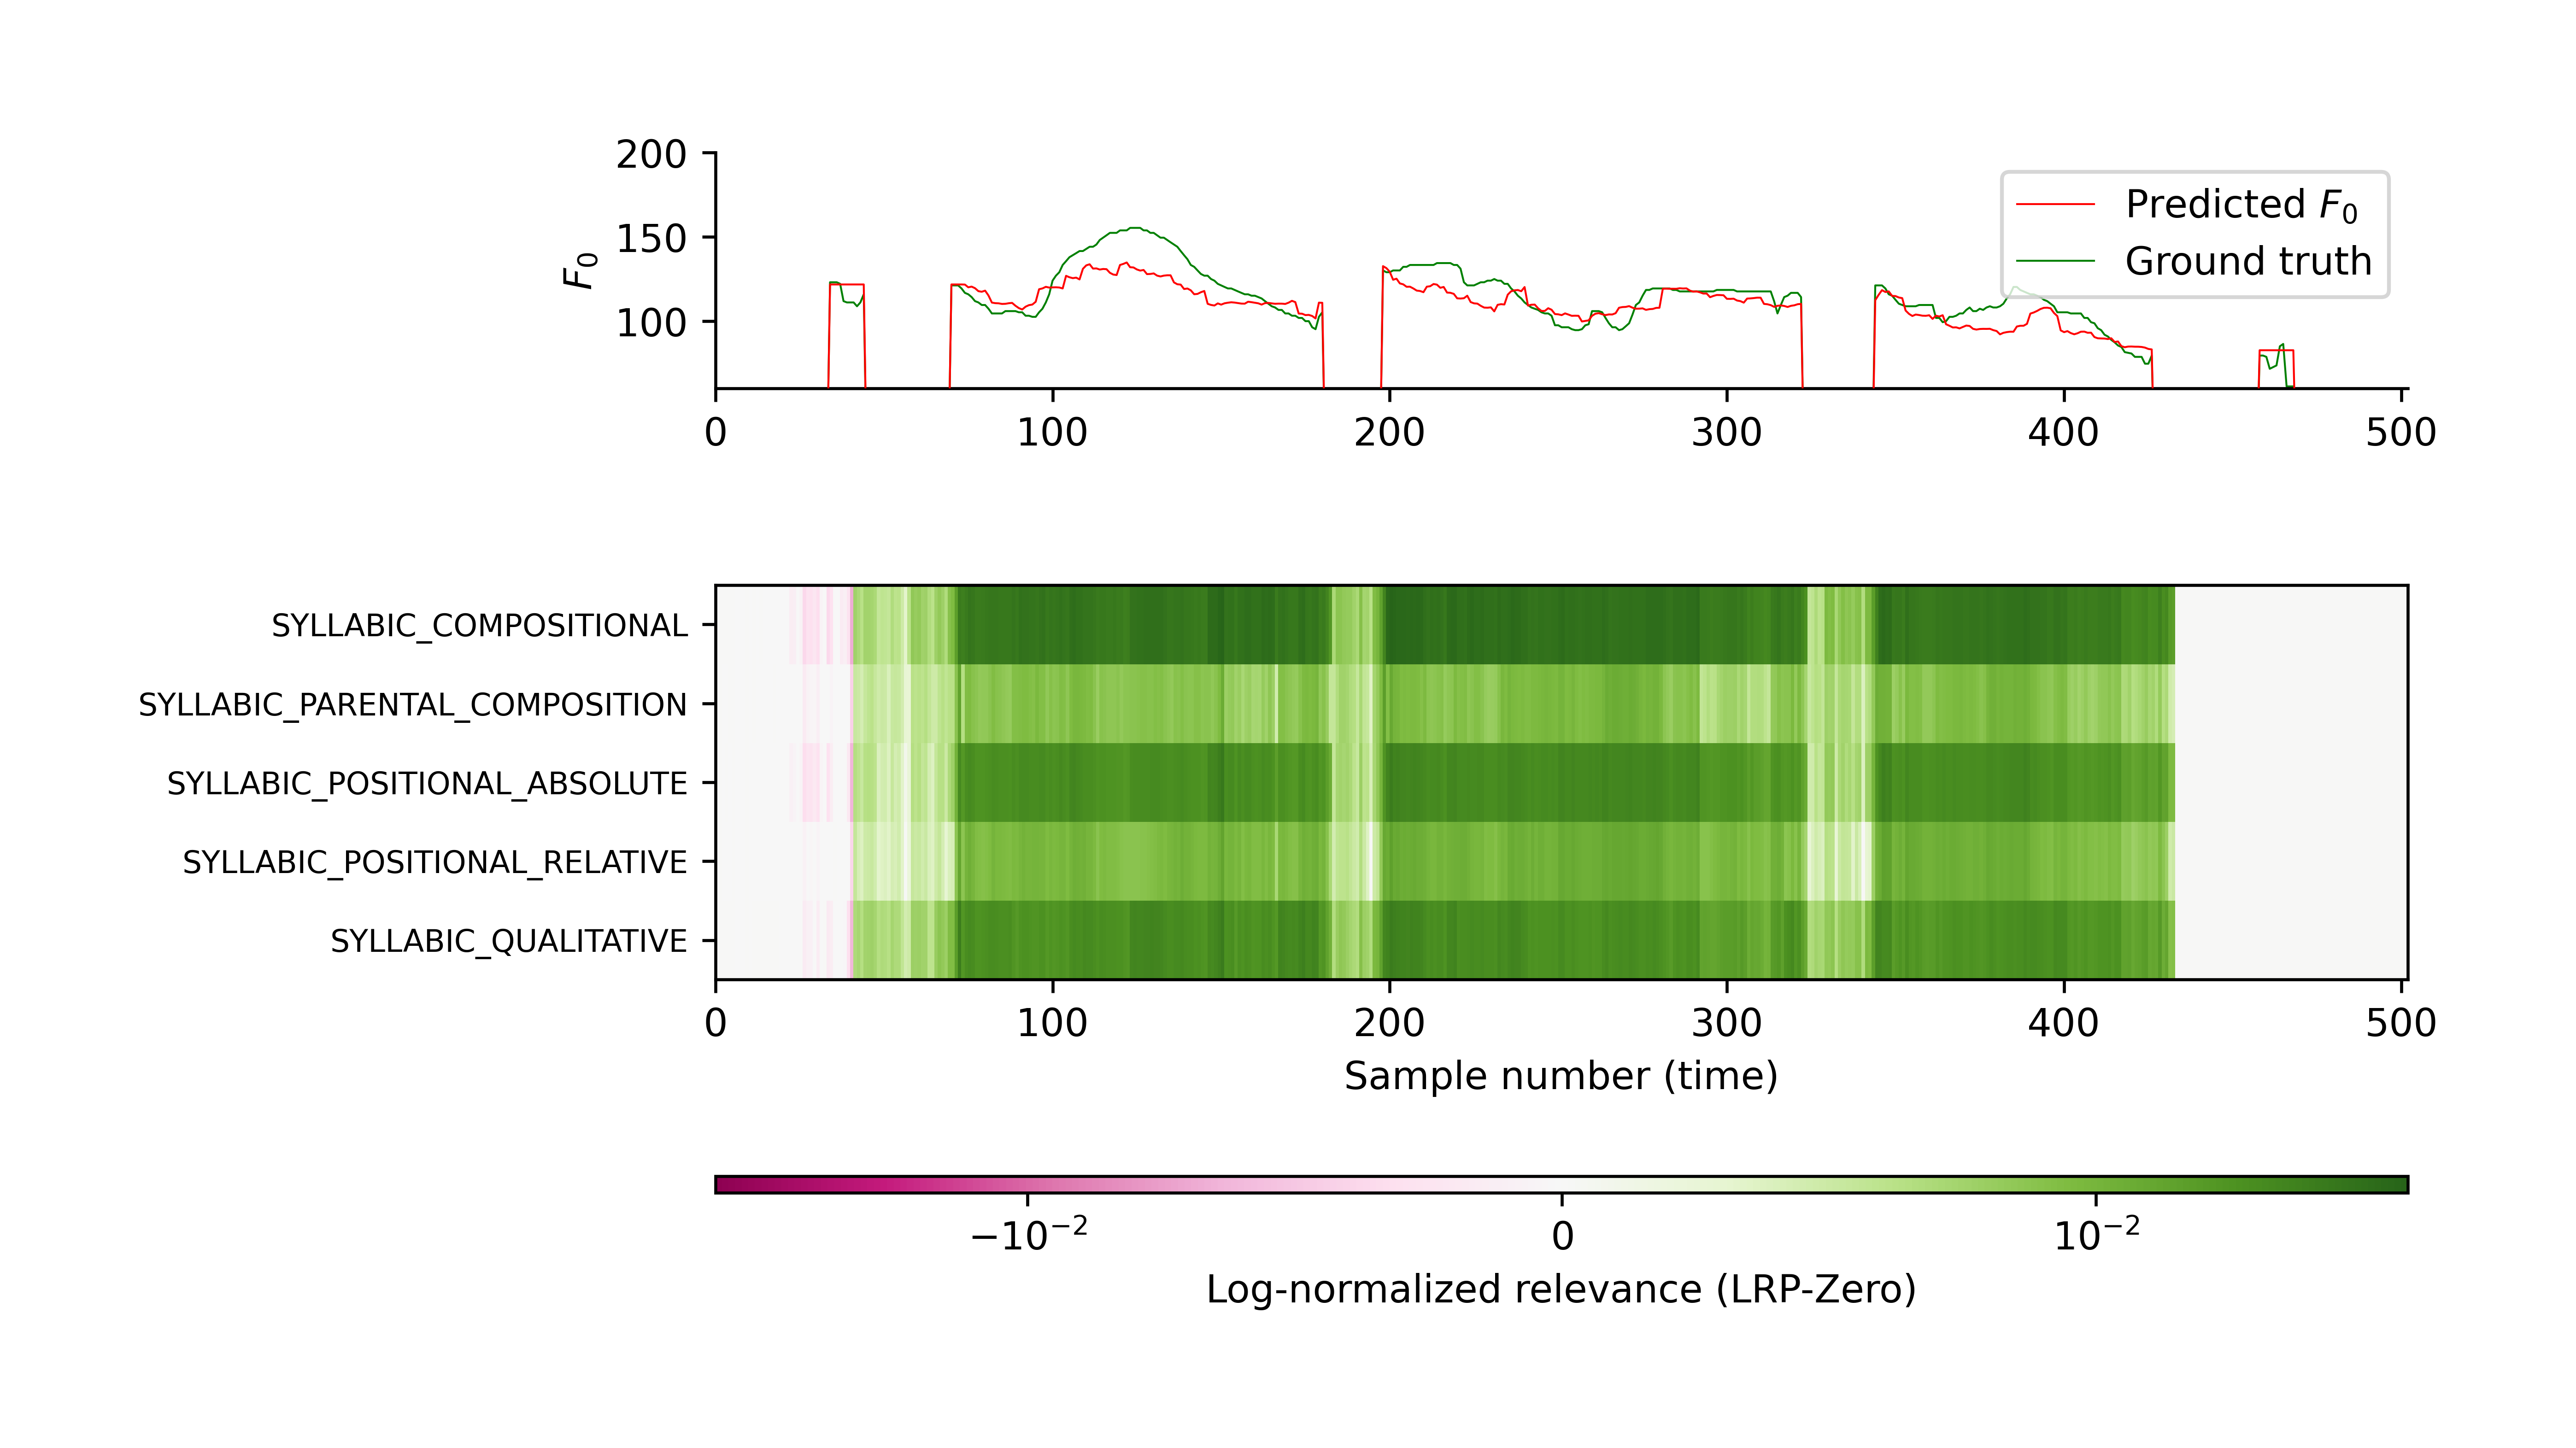 200
150
100
F₀
Predicted F₀
Ground truth
0 100 200 300 400 500
SYLLABIC_COMPOSITIONAL
SYLLABIC_PARENTAL_COMPOSITION
SYLLABIC_POSITIONAL_ABSOLUTE
SYLLABIC_POSITIONAL_RELATIVE
SYLLABIC_QUALITATIVE
0 100 200 300 400 500
Sample number (time)
−10⁻² 0 10⁻²
Log-normalized relevance (LRP-Zero)